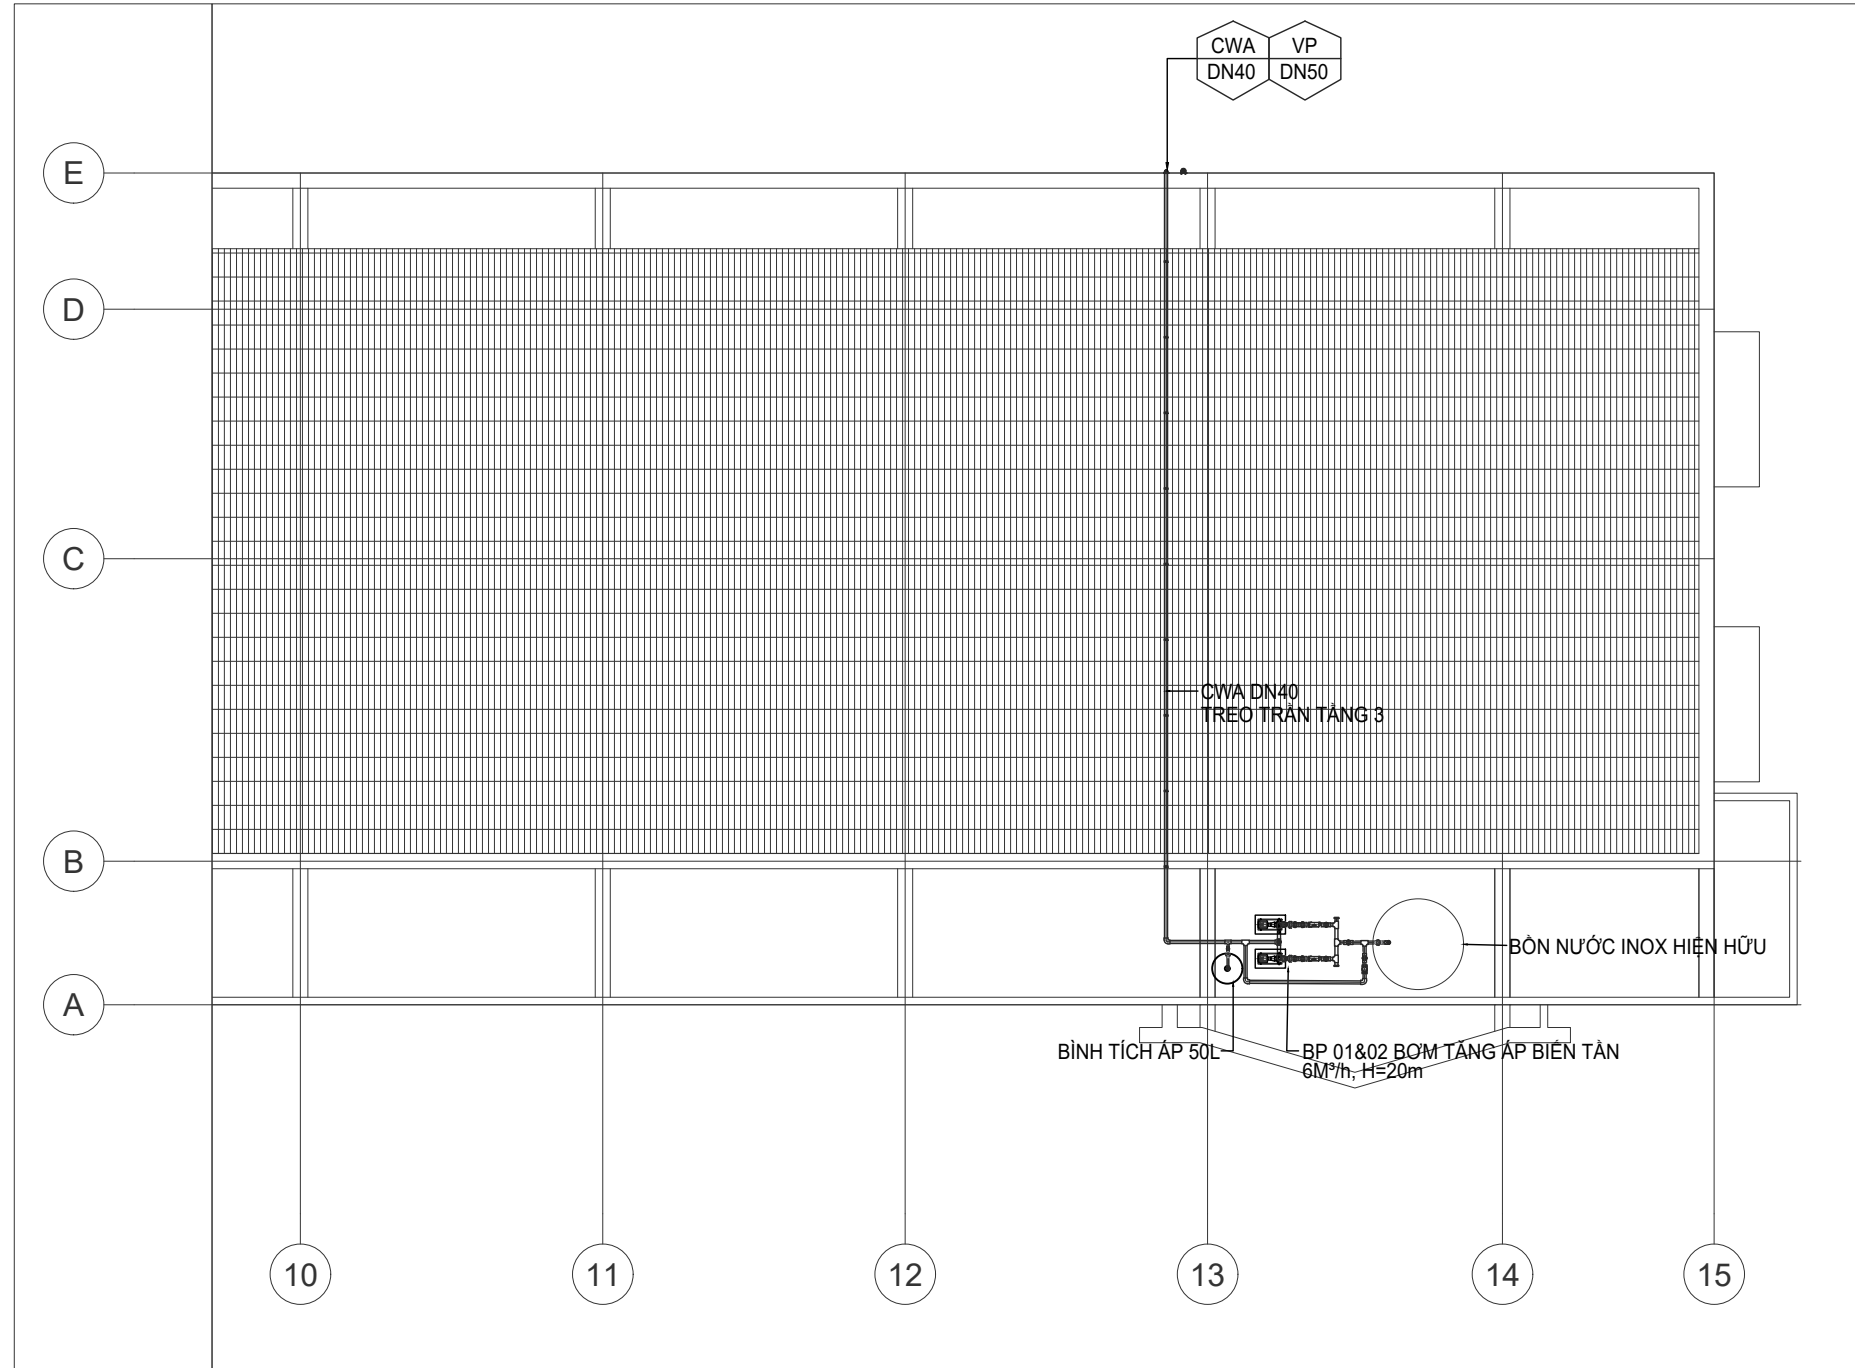 CWA VP
DN40 DN50
E
D
C
CWA DN40
TREO TRẦN TẦNG 3
B
BỒN NƯỚC INOX HIỆN HỮU
A
BÌNH TÍCH ÁP 50L
BP 01&02 BƠM TĂNG ÁP BIẾN TẦN
6M³/h, H=20m
10 11 12 13 14 15